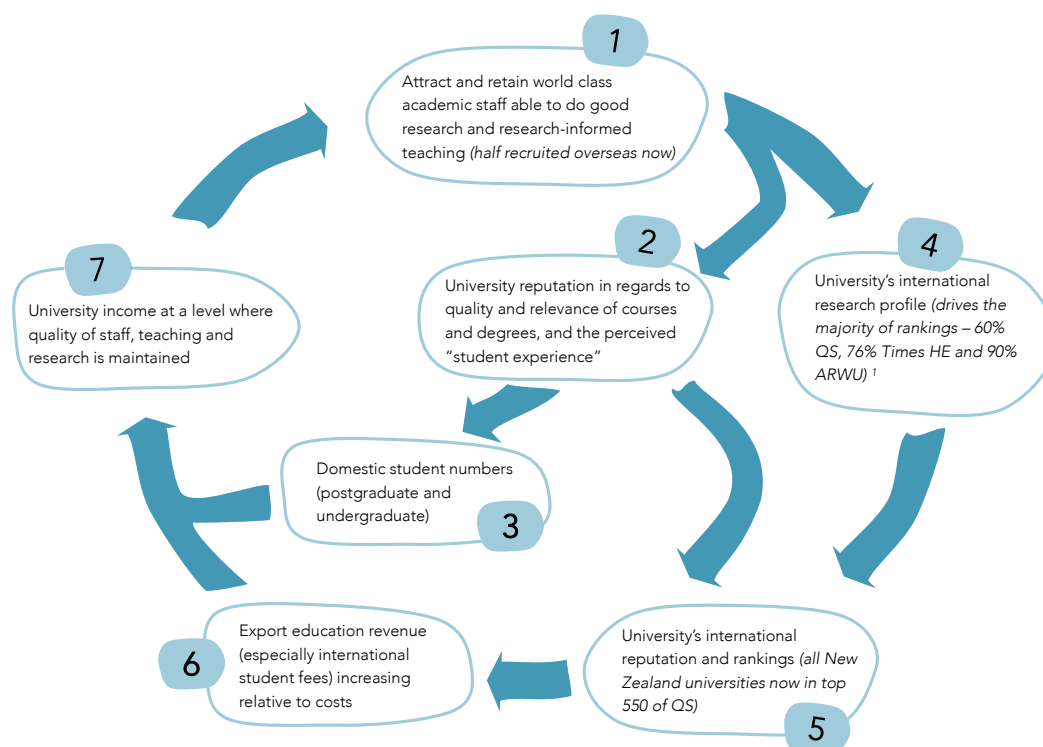 1
Attract and retain world class
academic staff able to do good
research and research-informed
teaching (half recruited overseas now)
2
University reputation in regards to
quality and relevance of courses
and degrees, and the perceived
“student experience”
3
Domestic student numbers
(postgraduate and
undergraduate)
4
University’s international
research profile (drives the
majority of rankings – 60%
QS, 76% Times HE and 90%
ARWU) ¹
5
University’s international
reputation and rankings (all New
Zealand universities now in top
550 of QS)
6
Export education revenue
(especially international
student fees) increasing
relative to costs
7
University income at a level where
quality of staff, teaching and
research is maintained